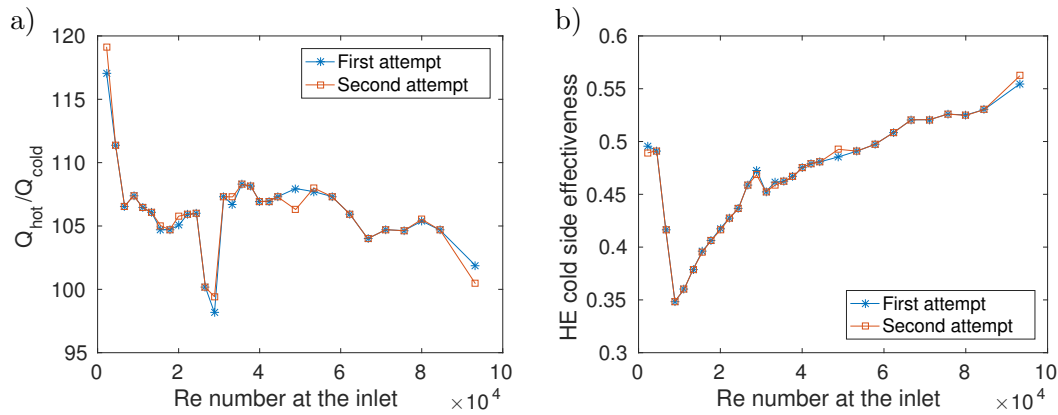 a)
120
115
110
105
100
95
Q_hot /Q_cold
First attempt
Second attempt
0 2 4 6 8 10
Re number at the inlet ×10^4
b)
0.6
0.55
0.5
0.45
0.4
0.35
0.3
HE cold side effectiveness
First attempt
Second attempt
0 2 4 6 8 10
Re number at the inlet ×10^4